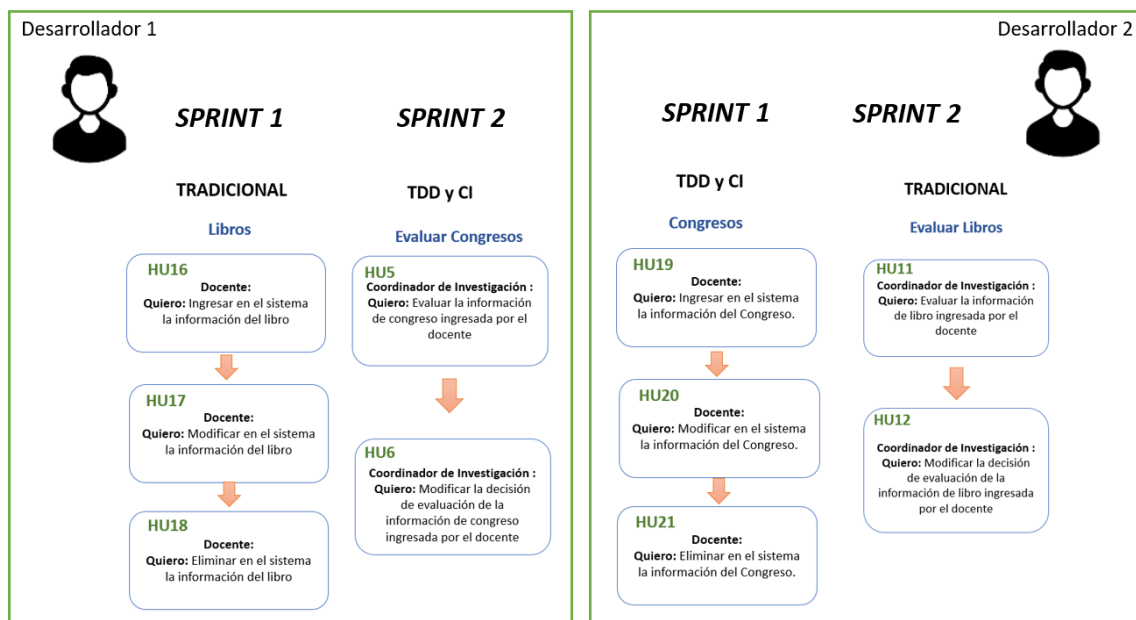 Desarrollador 1
SPRINT 1
SPRINT 2
TRADICIONAL
TDD y CI
Libros
Evaluar Congresos
HU16
Docente:
Quiero: Ingresar en el sistema
la información del libro
HU17
Docente:
Quiero: Modificar en el sistema
la información del libro
HU18
Docente:
Quiero: Eliminar en el sistema
la información del libro
HU5
Coordinador de Investigación :
Quiero: Evaluar la información
de congreso ingresada por el
docente
HU6
Coordinador de Investigación :
Quiero: Modificar la decisión
de evaluación de la
información de congreso
ingresada por el docente
Desarrollador 2
SPRINT 1
SPRINT 2
TDD y CI
TRADICIONAL
Congresos
Evaluar Libros
HU19
Docente:
Quiero: Ingresar en el sistema
la información del Congreso.
HU20
Docente:
Quiero: Modificar en el sistema
la información del Congreso.
HU21
Docente:
Quiero: Eliminar en el sistema
la información del Congreso.
HU11
Coordinador de Investigación :
Quiero: Evaluar la información
de libro ingresada por el
docente
HU12
Coordinador de Investigación :
Quiero: Modificar la decisión
de evaluación de la
información de libro ingresada
por el docente